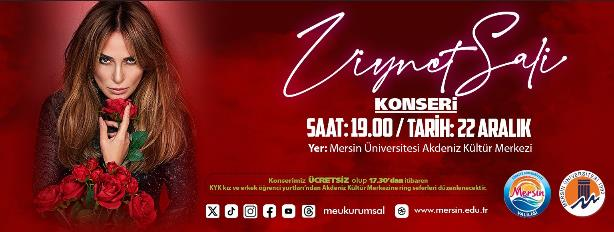 Ziynet Sali
KONSERİ
SAAT: 19.00 / TARİH: 22 ARALIK
Yer: Mersin Üniversitesi Akdeniz Kültür Merkezi
Konserimiz ÜCRETSİZ olup 17.30'dan itibaren
KYK kız ve erkek öğrenci yurtları'ndan Akdeniz Kültür Merkezine ring seferleri düzenlenecektir.
meukurumsal www.mersin.edu.tr
Mersin
VALİLİĞİ
MERSİN ÜNİVERSİTESİ